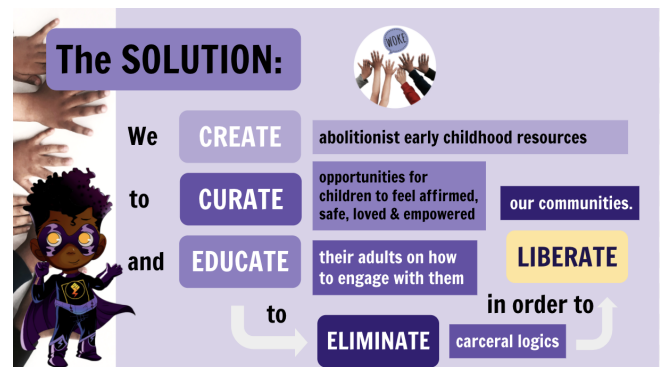 The SOLUTION:
WOKE
We CREATE abolitionist early childhood resources
to CURATE opportunities for
children to feel affirmed,
safe, loved & empowered
and EDUCATE their adults on how
to engage with them
to ELIMINATE carceral logics
in order to
LIBERATE
our communities.